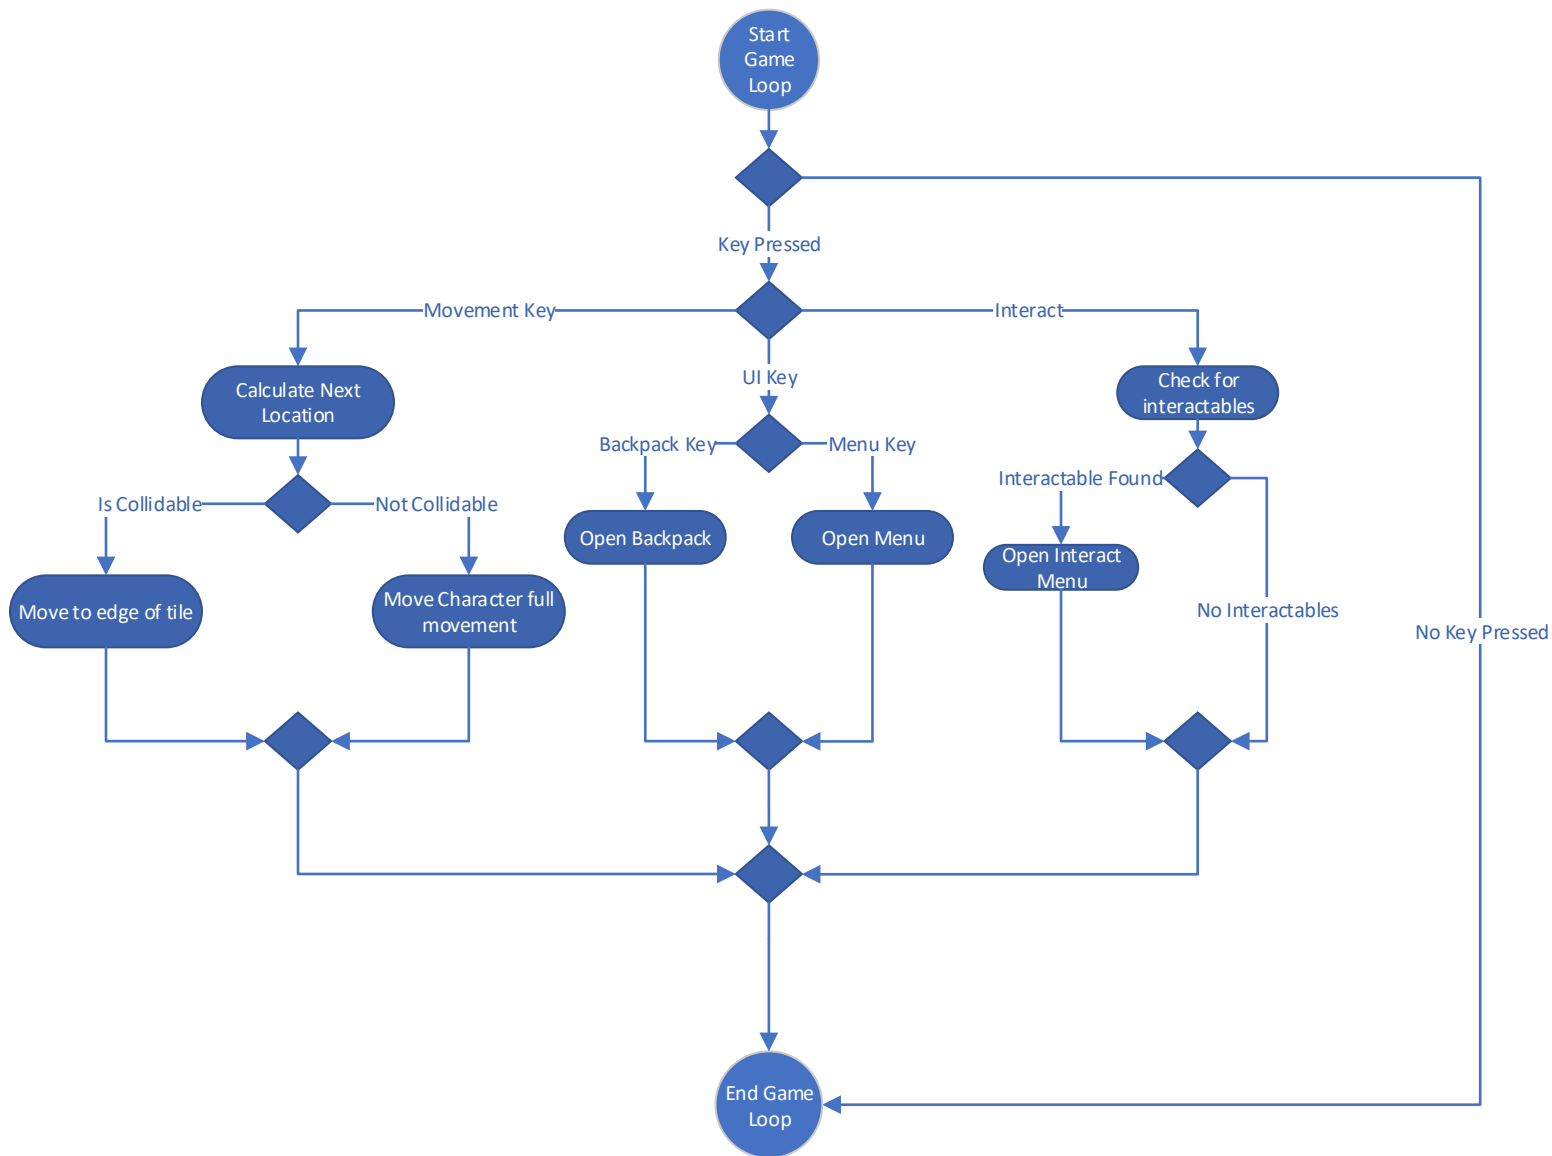 Start
Game
Loop
Key Pressed
Movement Key
Interact
UI Key
Calculate Next
Location
Check for
interactables
Backpack Key
Menu Key
Interactable Found
Is Collidable
Not Collidable
Open Backpack
Open Menu
Open Interact
Menu
Move to edge of tile
Move Character full
movement
No Interactables
No Key Pressed
End Game
Loop